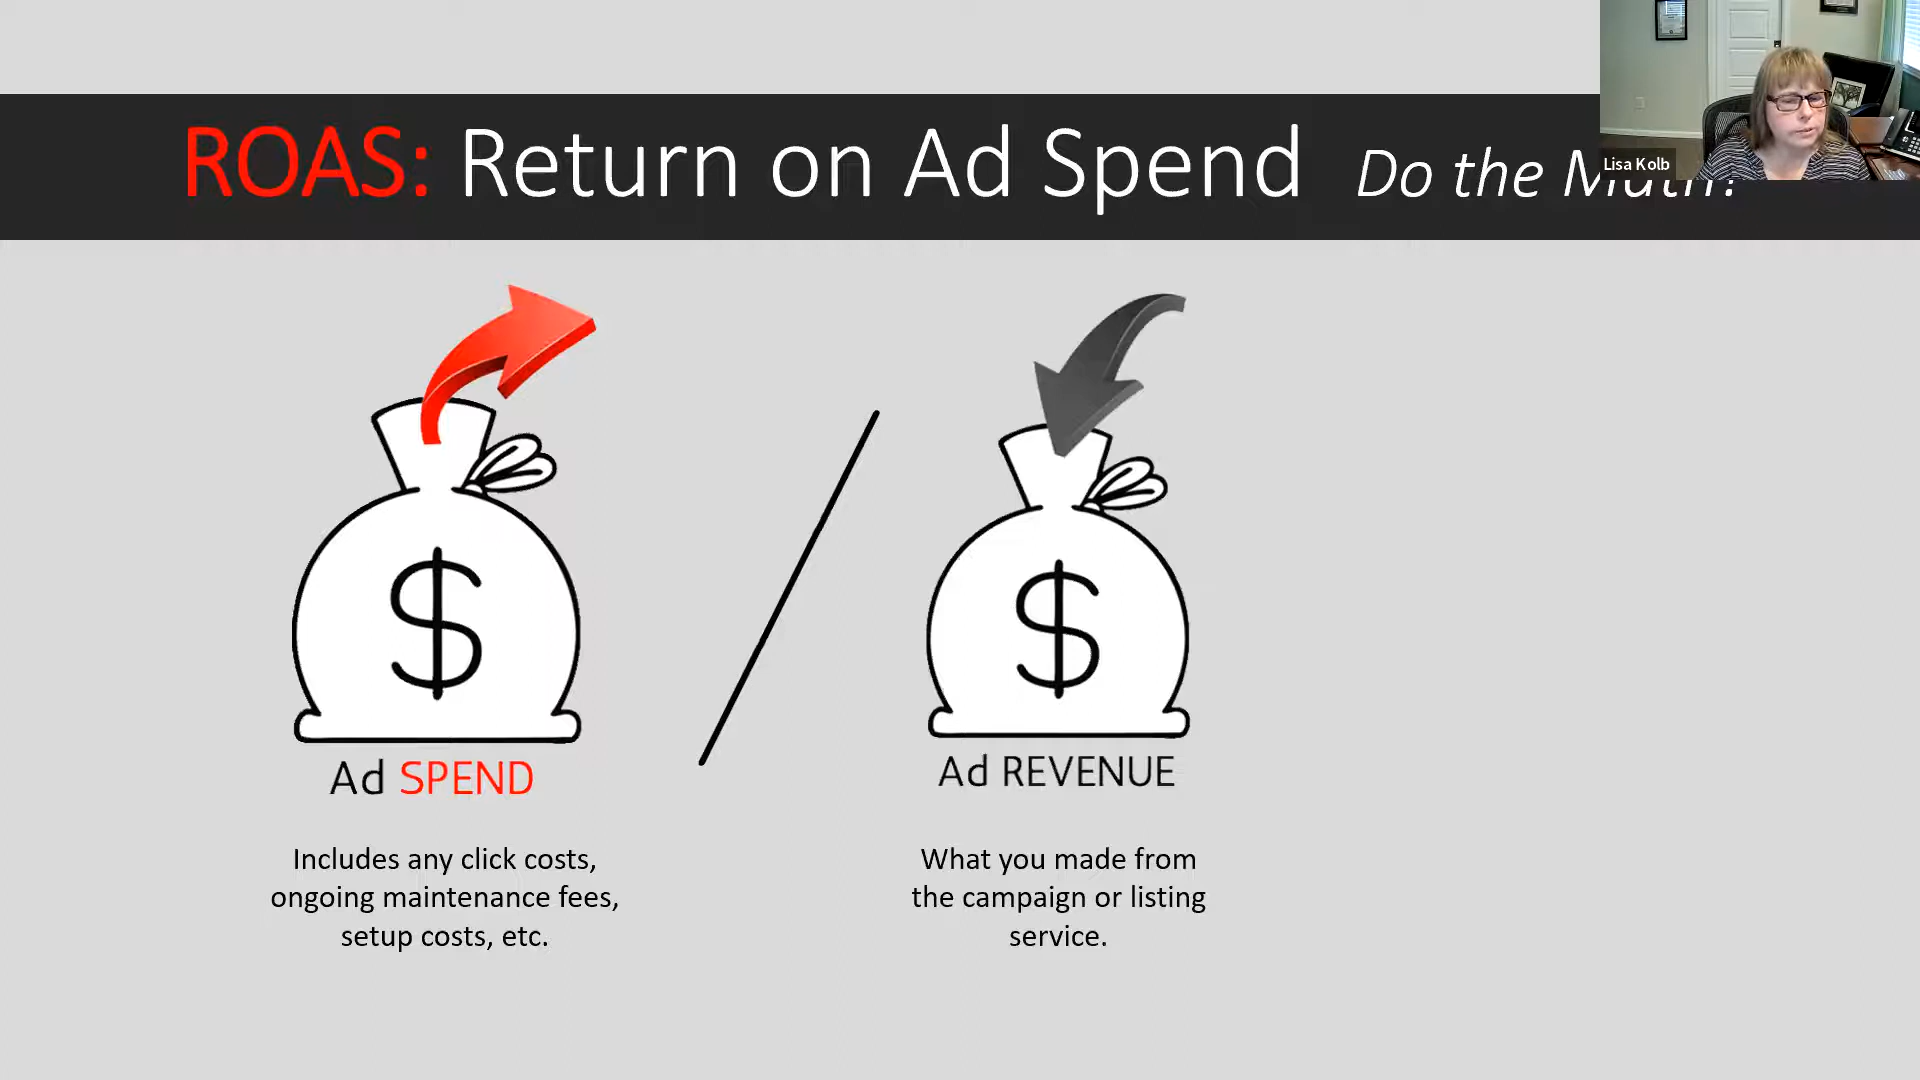 ROAS: Return on Ad Spend Do the Math!
Lisa Kolb
$
$
Ad SPEND
Ad REVENUE
Includes any click costs,
ongoing maintenance fees,
setup costs, etc.
What you made from
the campaign or listing
service.